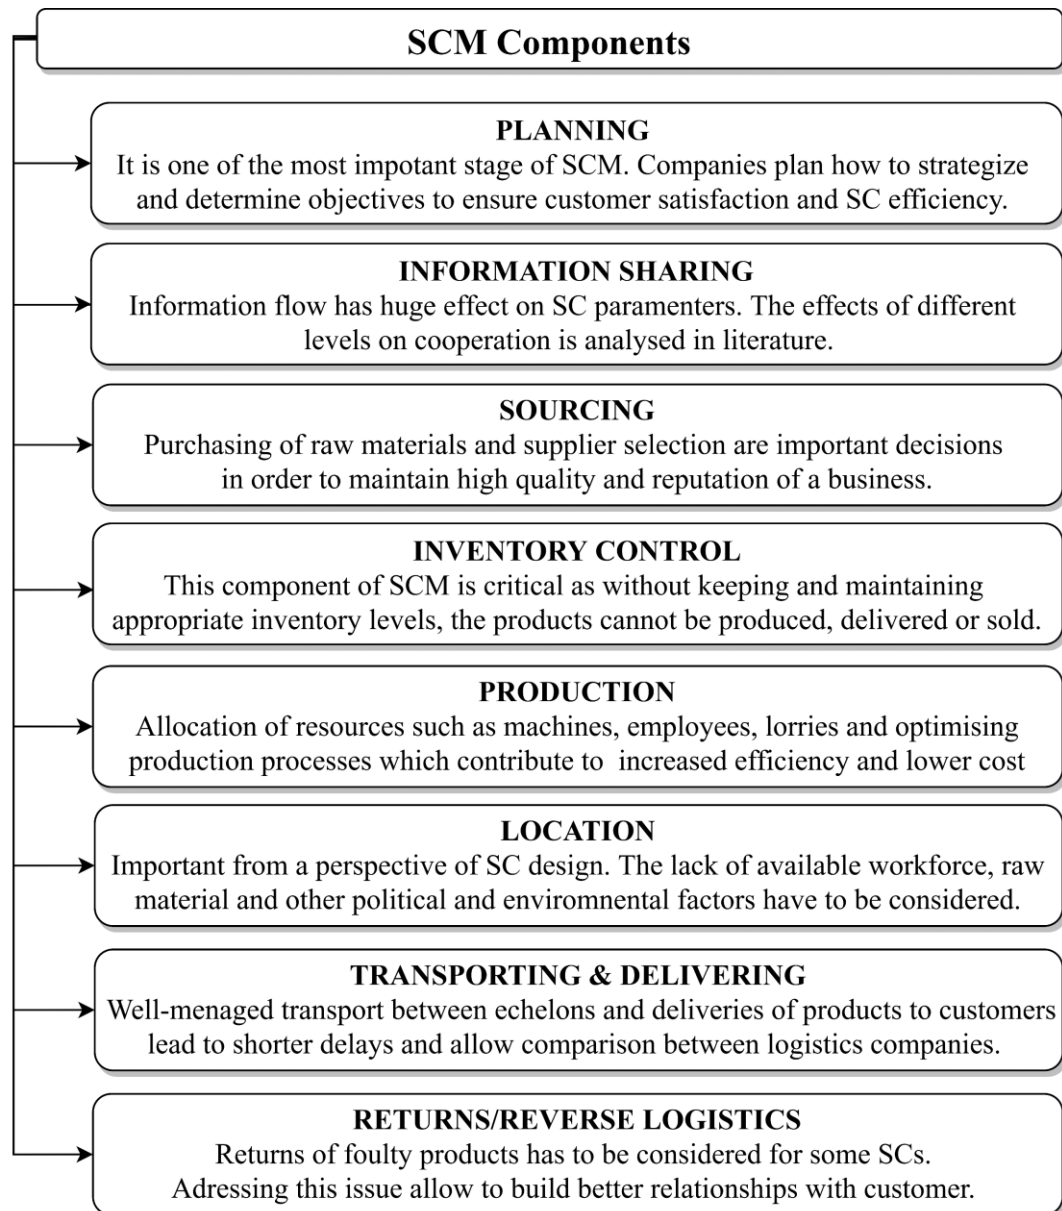 SCM Components
PLANNING
It is one of the most impotant stage of SCM. Companies plan how to strategize
and determine objectives to ensure customer satisfaction and SC efficiency.
INFORMATION SHARING
Information flow has huge effect on SC paramenters. The effects of different
levels on cooperation is analysed in literature.
SOURCING
Purchasing of raw materials and supplier selection are important decisions
in order to maintain high quality and reputation of a business.
INVENTORY CONTROL
This component of SCM is critical as without keeping and maintaining
appropriate inventory levels, the products cannot be produced, delivered or sold.
PRODUCTION
Allocation of resources such as machines, employees, lorries and optimising
production processes which contribute to  increased efficiency and lower cost
LOCATION
Important from a perspective of SC design. The lack of available workforce, raw
material and other political and enviromnental factors have to be considered.
TRANSPORTING & DELIVERING
Well-menaged transport between echelons and deliveries of products to customers
lead to shorter delays and allow comparison between logistics companies.
RETURNS/REVERSE LOGISTICS
Returns of foulty products has to be considered for some SCs.
Adressing this issue allow to build better relationships with customer.